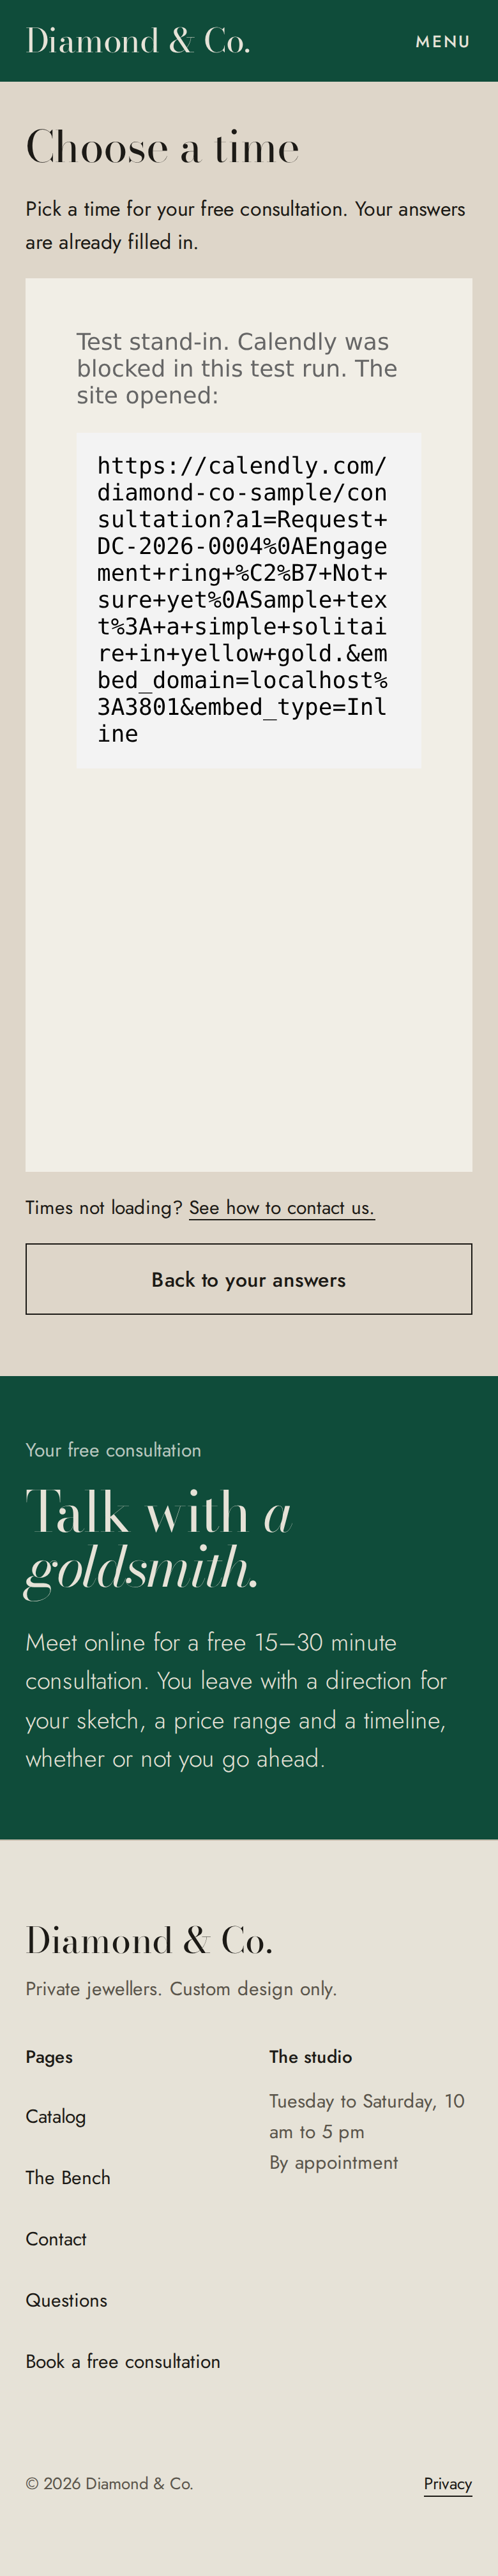 Diamond & Co.
MENU
Choose a time
Pick a time for your free consultation. Your answers
are already filled in.
Test stand-in. Calendly was
blocked in this test run. The
site opened:
https://calendly.com/
diamond-co-sample/con
sultation?a1=Request+
DC-2026-0004%0AEngage
ment+ring+%C2%B7+Not+
sure+yet%0ASample+tex
t%3A+a+simple+solitai
re+in+yellow+gold.&em
bed_domain=localhost%
3A3801&embed_type=Inl
ine
Times not loading? See how to contact us.
Back to your answers
Your free consultation
Talk with a
goldsmith.
Meet online for a free 15–30 minute
consultation. You leave with a direction for
your sketch, a price range and a timeline,
whether or not you go ahead.
Diamond & Co.
Private jewellers. Custom design only.
Pages
Catalog
The Bench
Contact
Questions
Book a free consultation
The studio
Tuesday to Saturday, 10
am to 5 pm
By appointment
© 2026 Diamond & Co.
Privacy